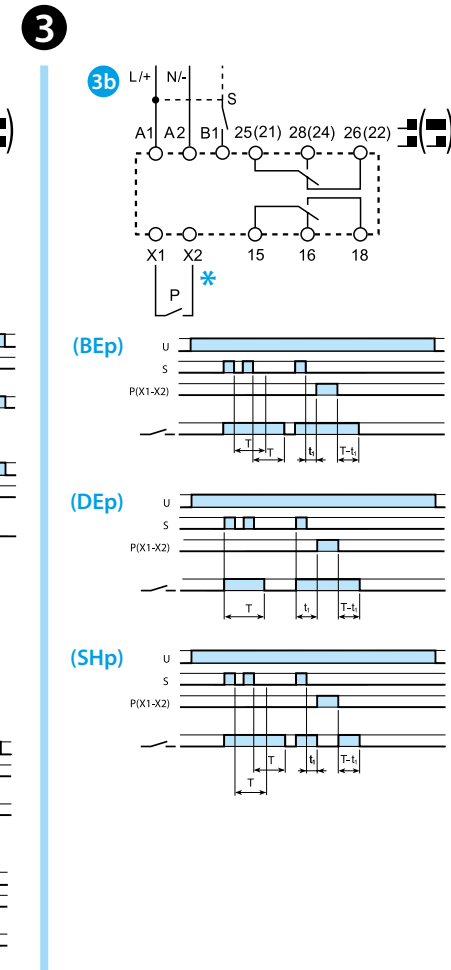 3
3b L/+ N/-
S
A1 A2 B1 25(21) 28(24) 26(22)
X1 X2 15 16 18
*
P
(BEp) U
S
P(X1-X2)
T T t₁ T-t₁
(DEp) U
S
P(X1-X2)
T t₁ T-t₁
(SHp) U
S
P(X1-X2)
T t₁ T-t₁
T